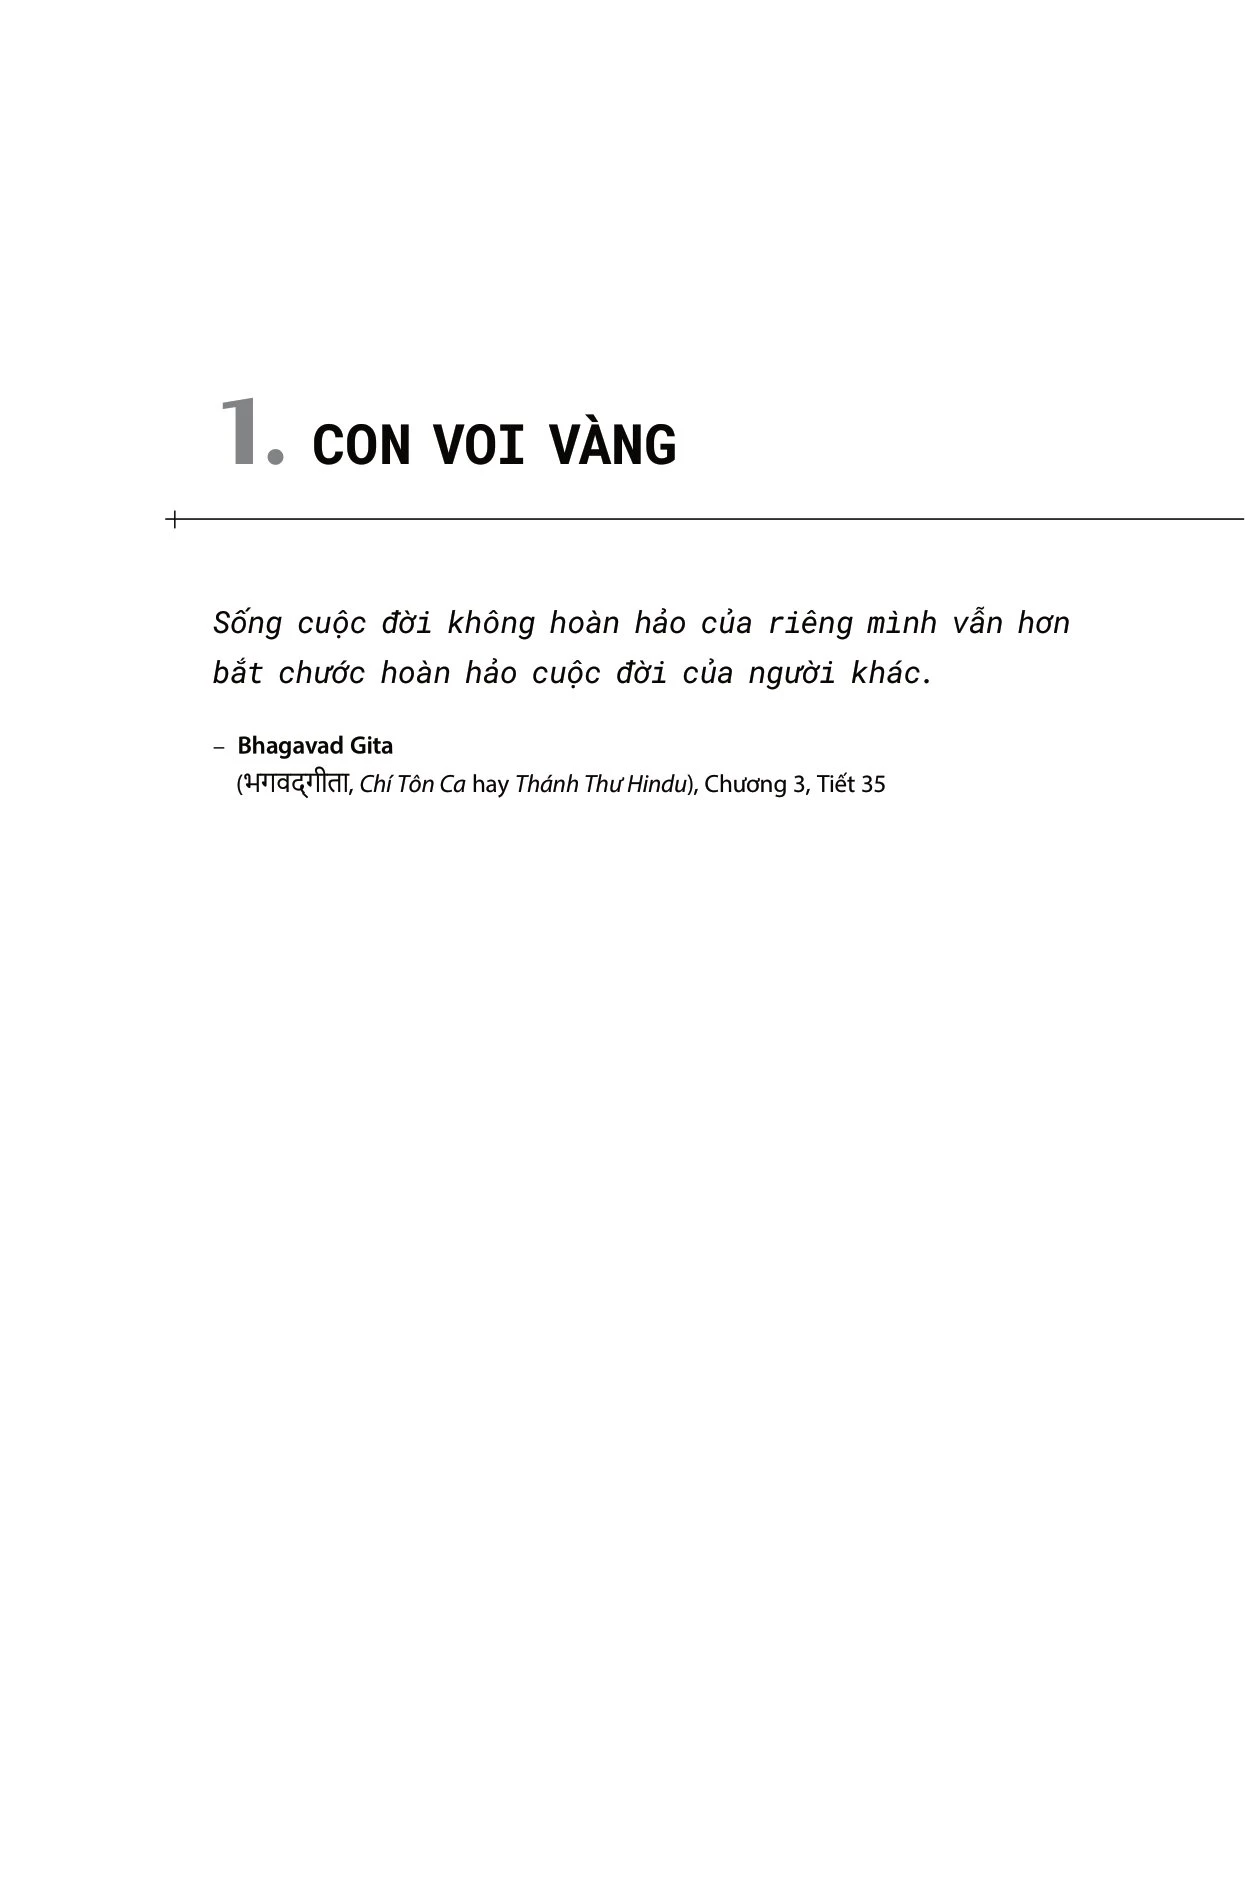 1. CON VOI VÀNG
Sống cuộc đời không hoàn hảo của riêng mình vẫn hơn
bắt chước hoàn hảo cuộc đời của người khác.
– Bhagavad Gita
(भगवद्गीता, Chí Tôn Ca hay Thánh Thư Hindu), Chương 3, Tiết 35